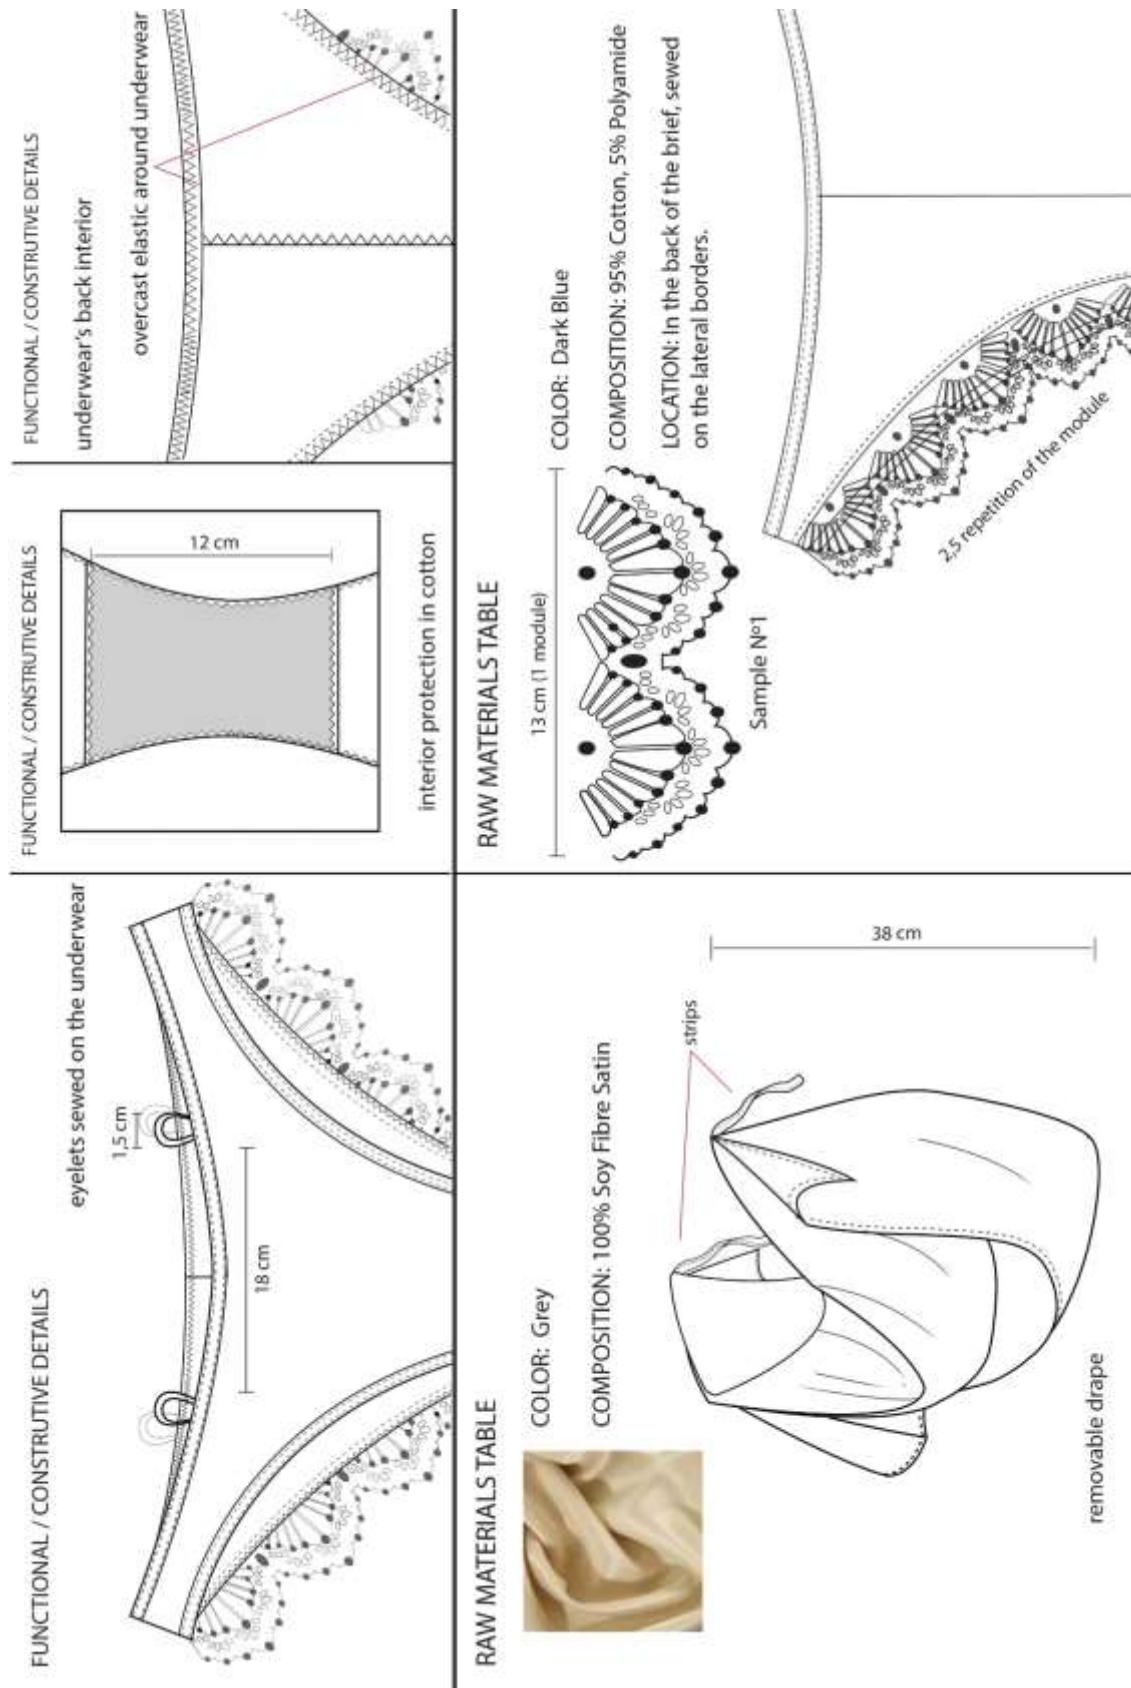 FUNCTIONAL / CONSTRUTIVE DETAILS
eyelets sewed on the underwear
1,5 cm
18 cm
FUNCTIONAL / CONSTRUTIVE DETAILS
12 cm
interior protection in cotton
FUNCTIONAL / CONSTRUTIVE DETAILS
underwear's back interior
overcast elastic around underwear
RAW MATERIALS TABLE
COLOR: Grey
COMPOSITION: 100% Soy Fibre Satin
strips
38 cm
removable drape
RAW MATERIALS TABLE
13 cm (1 module)
Sample Nº1
COLOR: Dark Blue
COMPOSITION: 95% Cotton, 5% Polyamide
LOCATION: In the back of the brief, sewed
on the lateral borders.
2,5 repetition of the module